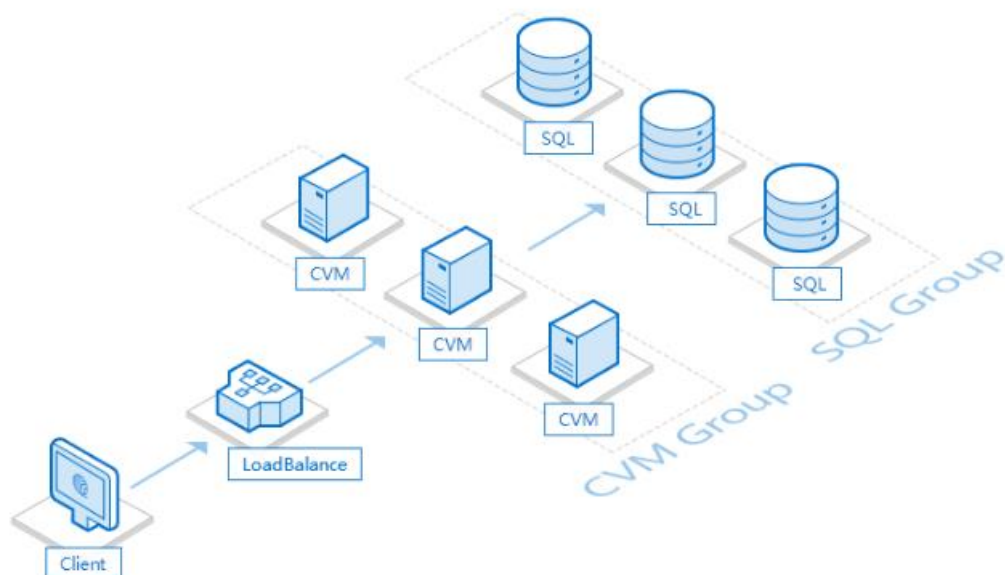 SQL
SQL
SQL
SQL Group
CVM
CVM
CVM
CVM Group
LoadBalance
Client